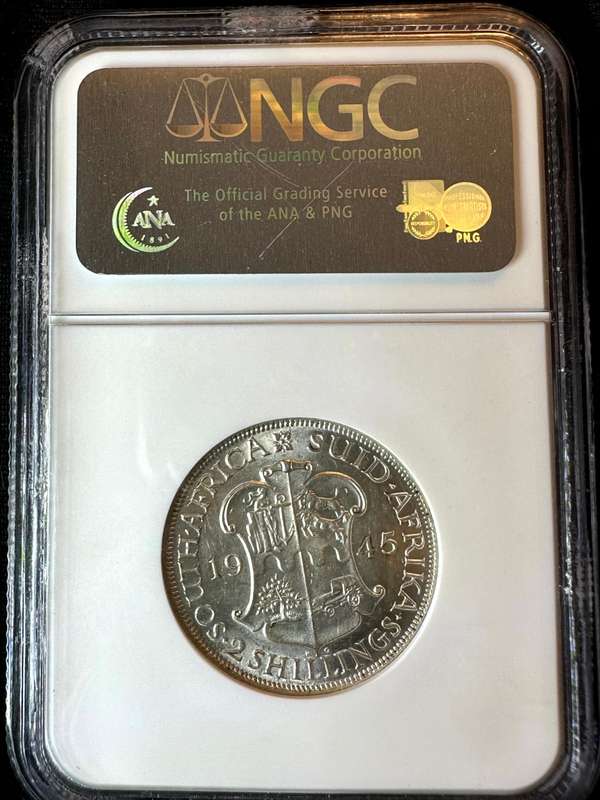 NGC
Numismatic Guaranty Corporation
The Official Grading Service
of the ANA & PNG
ANA
1891
P.N.G.
SOUTH·AFRICA SUID·AFRIKA
19 45
2 SHILLINGS